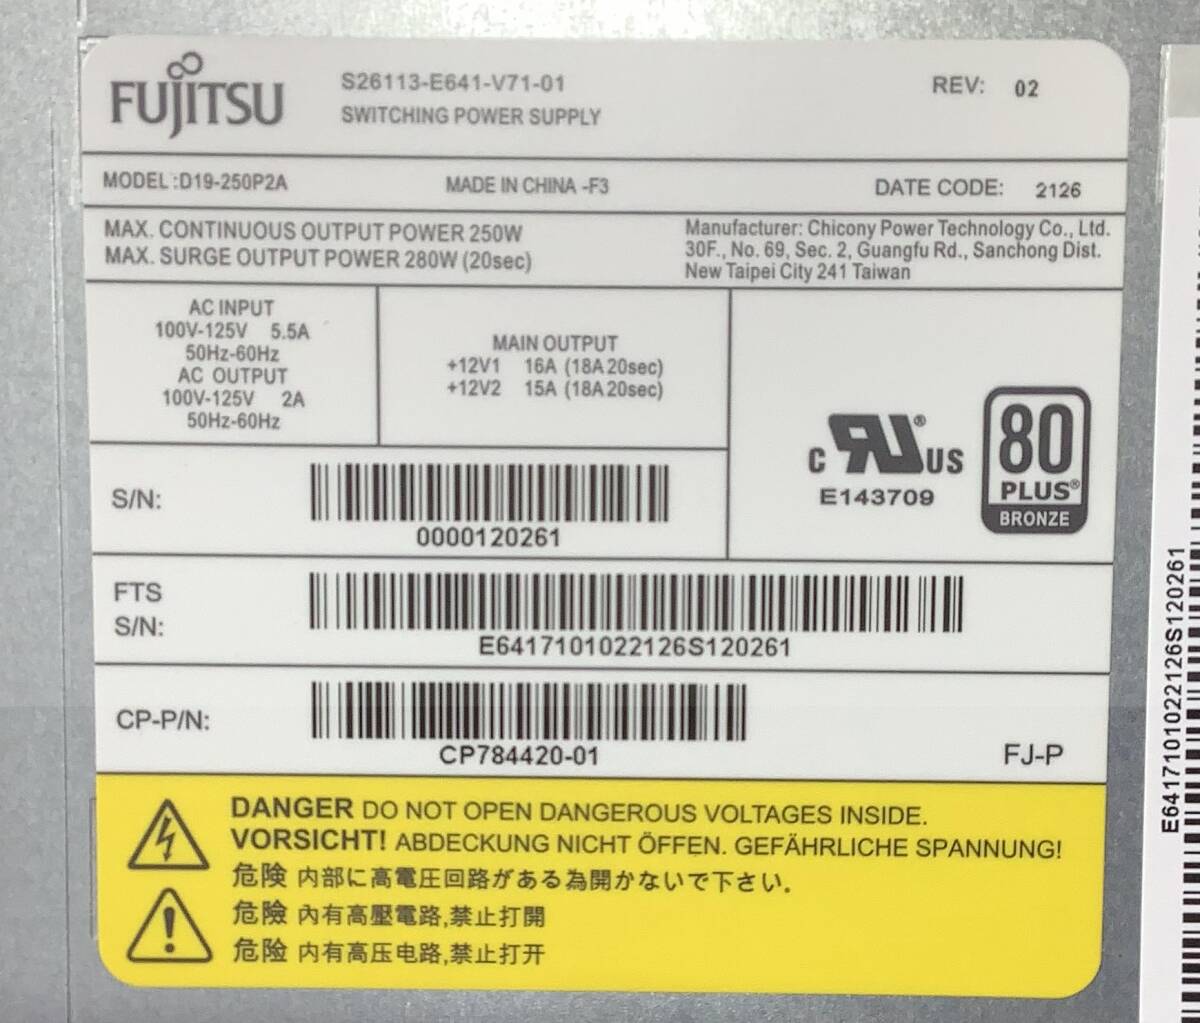 FUJITSU
S26113-E641-V71-01
SWITCHING POWER SUPPLY
REV: 02
MODEL :D19-250P2A
MADE IN CHINA -F3
DATE CODE: 2126
MAX. CONTINUOUS OUTPUT POWER 250W
MAX. SURGE OUTPUT POWER 280W (20sec)
Manufacturer: Chicony Power Technology Co., Ltd.
30F., No. 69, Sec. 2, Guangfu Rd., Sanchong Dist.
New Taipei City 241 Taiwan
AC INPUT
100V-125V 5.5A
50Hz-60Hz
AC OUTPUT
100V-125V 2A
50Hz-60Hz
MAIN OUTPUT
+12V1 16A (18A 20sec)
+12V2 15A (18A 20sec)
C RU® US
E143709
80
PLUS®
BRONZE
S/N:
0000120261
FTS
S/N:
E6417101022126S120261
CP-P/N:
CP784420-01
FJ-P
DANGER DO NOT OPEN DANGEROUS VOLTAGES INSIDE.
VORSICHT! ABDECKUNG NICHT ÖFFEN. GEFÄHRLICHE SPANNUNG!
危険 内部に高電圧回路がある為開かないで下さい。
危險 內有高壓電路,禁止打開
危险 内有高压电路,禁止打开
E6417101022126S120261